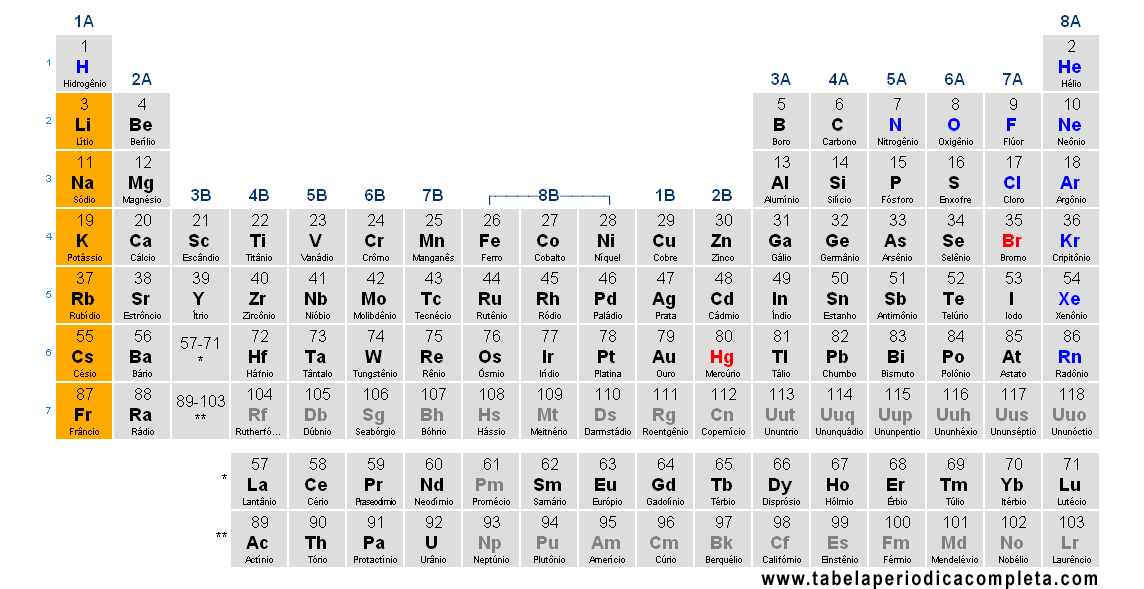 1A 8A
1 2
1 H He
Hidrogênio 2A 3A 4A 5A 6A 7A Hélio
3 4 5 6 7 8 9 10
2 Li Be B C N O F Ne
Lítio Berílio Boro Carbono Nitrogênio Oxigênio Flúor Neônio
11 12 13 14 15 16 17 18
3 Na Mg 3B 4B 5B 6B 7B 8B 1B 2B Al Si P S Cl Ar
Sódio Magnésio Alumínio Silício Fósforo Enxofre Cloro Argônio
19 20 21 22 23 24 25 26 27 28 29 30 31 32 33 34 35 36
4 K Ca Sc Ti V Cr Mn Fe Co Ni Cu Zn Ga Ge As Se Br Kr
Potássio Cálcio Escândio Titânio Vanádio Crômo Manganês Ferro Cobalto Níquel Cobre Zinco Gálio Germânio Arsênio Selênio Bromo Criptônio
37 38 39 40 41 42 43 44 45 46 47 48 49 50 51 52 53 54
5 Rb Sr Y Zr Nb Mo Tc Ru Rh Pd Ag Cd In Sn Sb Te I Xe
Rubídio Estrôncio Ítrio Zircônio Nióbio Molibdênio Tecnécio Rutênio Ródio Paládio Prata Cádmio Índio Estanho Antimônio Telúrio Iodo Xenônio
55 56 57-71 72 73 74 75 76 77 78 79 80 81 82 83 84 85 86
6 Cs Ba * Hf Ta W Re Os Ir Pt Au Hg Tl Pb Bi Po At Rn
Césio Bário Háfnio Tântalo Tungstênio Rênio Ósmio Irídio Platina Ouro Mercúrio Tálio Chumbo Bismuto Polônio Astato Radônio
87 88 89-103 104 105 106 107 108 109 110 111 112 113 114 115 116 117 118
7 Fr Ra ** Rf Db Sg Bh Hs Mt Ds Rg Cn Uut Uuq Uup Uuh Uus Uuo
Frâncio Rádio Rutherfó... Dúbnio Seabórgio Bóhrio Hássio Meitnério Darmstádio Roentgênio Copernício Ununtrio Ununquádio Ununpentio Ununhéxio Ununséptio Ununóctio
57 58 59 60 61 62 63 64 65 66 67 68 69 70 71
* La Ce Pr Nd Pm Sm Eu Gd Tb Dy Ho Er Tm Yb Lu
Lantânio Cério Praseodímio Neodímio Promécio Samário Európio Gadolínio Térbio Disprósio Hólmio Érbio Túlio Itérbio Lutécio
89 90 91 92 93 94 95 96 97 98 99 100 101 102 103
** Ac Th Pa U Np Pu Am Cm Bk Cf Es Fm Md No Lr
Actínio Tório Protactínio Urânio Neptúnio Plutônio Amerício Cúrio Berquélio Califórnio Einstênio Férmio Mendelévio Nobélio Laurêncio
www.tabelaperiodicacompleta.com